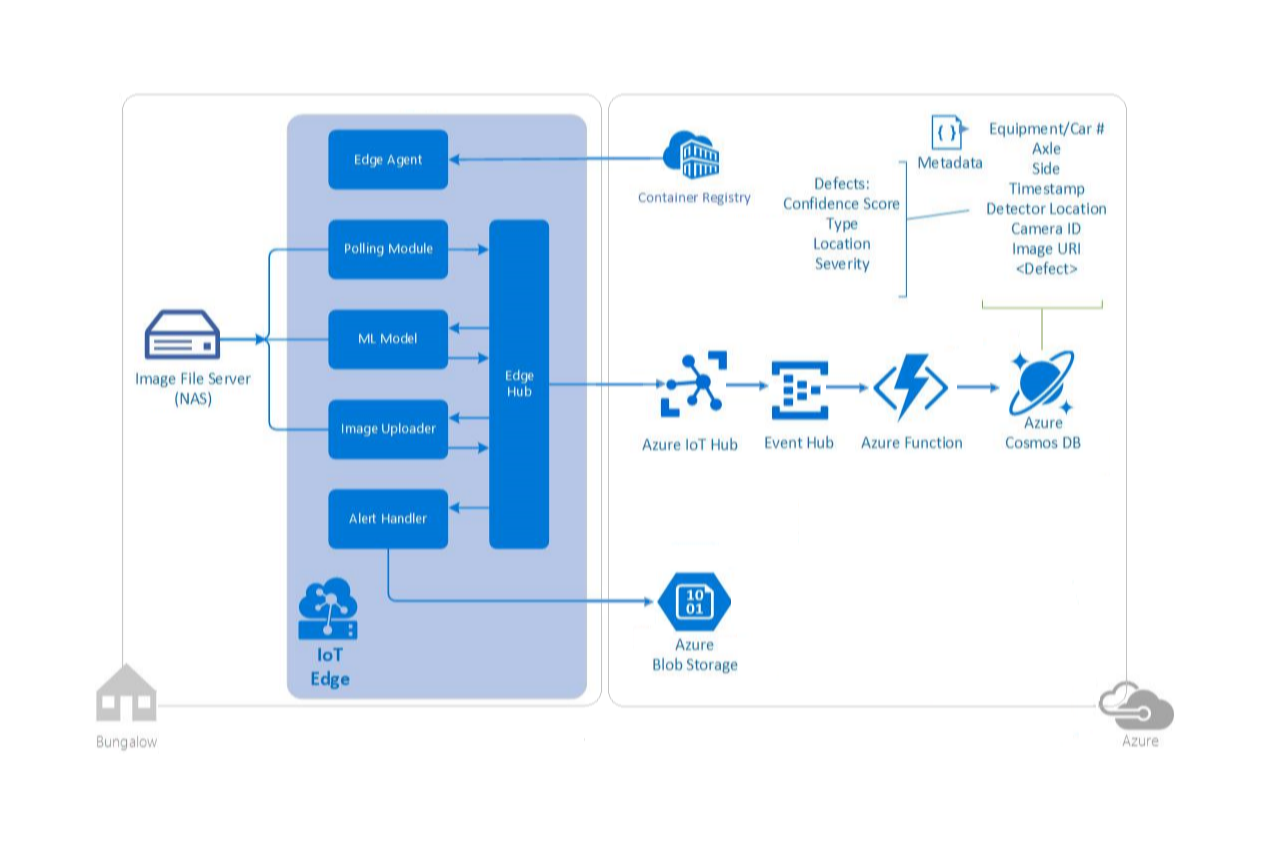 Edge Agent
Container Registry
{ }
Metadata
Equipment/Car #
Axle
Side
Timestamp
Detector Location
Camera ID
Image URI
<Defect>
Defects:
Confidence Score
Type
Location
Severity
Polling Module
ML Model
Image Uploader
Alert Handler
Edge
Hub
Image File Server
(NAS)
Azure IoT Hub
Event Hub
Azure Function
Azure
Cosmos DB
10
01
Azure
Blob Storage
IoT
Edge
Bungalow
Azure